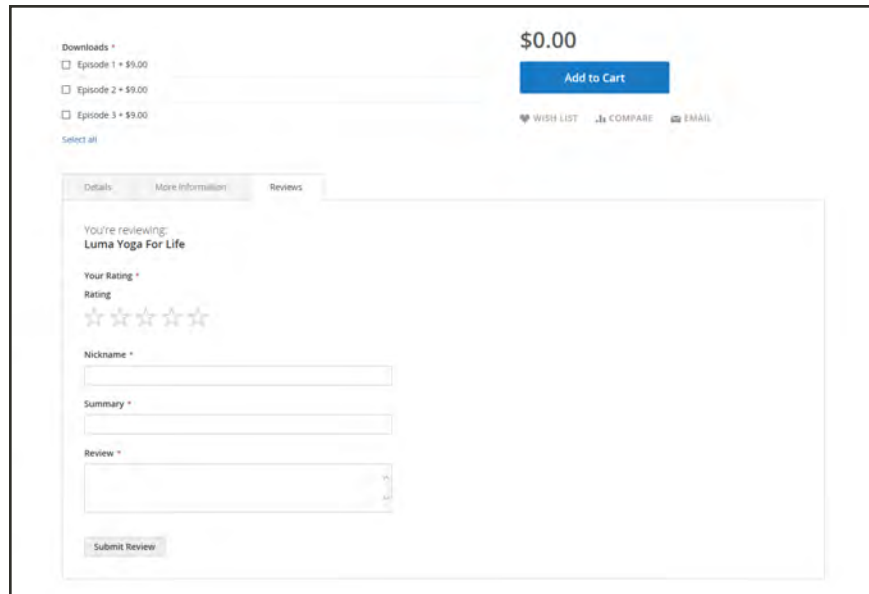 Downloads *
Episode 1 + $9.00
Episode 2 + $9.00
Episode 3 + $9.00
Select all
$0.00
Add to Cart
WISH LIST COMPARE EMAIL
Details More Information Reviews
You're reviewing:
Luma Yoga For Life
Your Rating *
Rating
Nickname *
Summary *
Review *
Submit Review